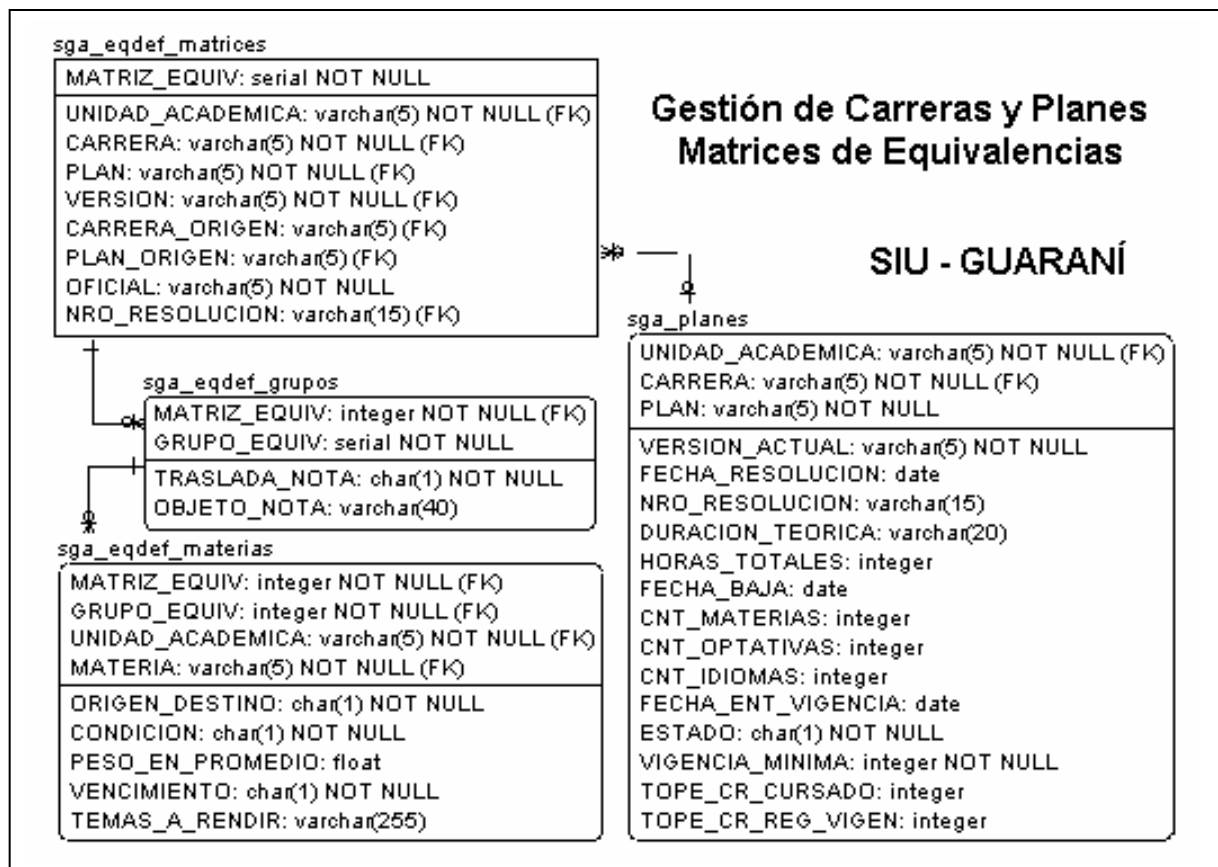 sga_eqdef_matrices
MATRIZ_EQUIV: serial NOT NULL
UNIDAD_ACADEMICA: varchar(5) NOT NULL (FK)
CARRERA: varchar(5) NOT NULL (FK)
PLAN: varchar(5) NOT NULL (FK)
VERSION: varchar(5) NOT NULL (FK)
CARRERA_ORIGEN: varchar(5) (FK)
PLAN_ORIGEN: varchar(5) (FK)
OFICIAL: varchar(5) NOT NULL
NRO_RESOLUCION: varchar(15) (FK)
Gestión de Carreras y Planes
Matrices de Equivalencias
SIU - GUARANÍ
sga_eqdef_grupos
MATRIZ_EQUIV: integer NOT NULL (FK)
GRUPO_EQUIV: serial NOT NULL
TRASLADA_NOTA: char(1) NOT NULL
OBJETO_NOTA: varchar(40)
sga_eqdef_materias
MATRIZ_EQUIV: integer NOT NULL (FK)
GRUPO_EQUIV: integer NOT NULL (FK)
UNIDAD_ACADEMICA: varchar(5) NOT NULL (FK)
MATERIA: varchar(5) NOT NULL (FK)
ORIGEN_DESTINO: char(1) NOT NULL
CONDICION: char(1) NOT NULL
PESO_EN_PROMEDIO: float
VENCIMIENTO: char(1) NOT NULL
TEMAS_A_RENDIR: varchar(255)
sga_planes
UNIDAD_ACADEMICA: varchar(5) NOT NULL (FK)
CARRERA: varchar(5) NOT NULL (FK)
PLAN: varchar(5) NOT NULL
VERSION_ACTUAL: varchar(5) NOT NULL
FECHA_RESOLUCION: date
NRO_RESOLUCION: varchar(15)
DURACION_TEORICA: varchar(20)
HORAS_TOTALES: integer
FECHA_BAJA: date
CNT_MATERIAS: integer
CNT_OPTATIVAS: integer
CNT_IDIOMAS: integer
FECHA_ENT_VIGENCIA: date
ESTADO: char(1) NOT NULL
VIGENCIA_MINIMA: integer NOT NULL
TOPE_CR_CURSADO: integer
TOPE_CR_REG_VIGEN: integer